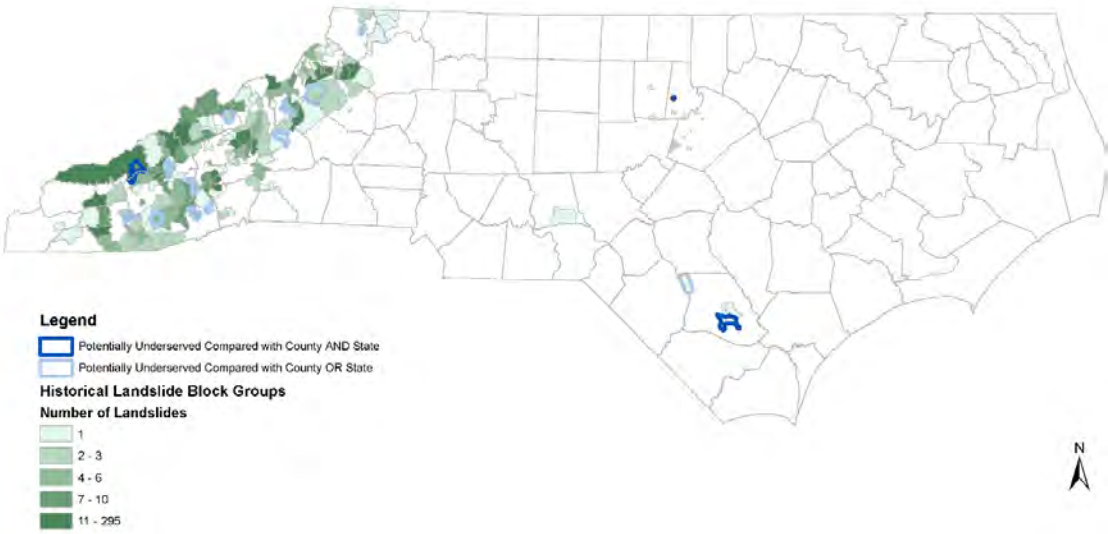 Legend
Potentially Underserved Compared with County AND State
Potentially Underserved Compared with County OR State
Historical Landslide Block Groups
Number of Landslides
1
2 - 3
4 - 6
7 - 10
11 - 295
N